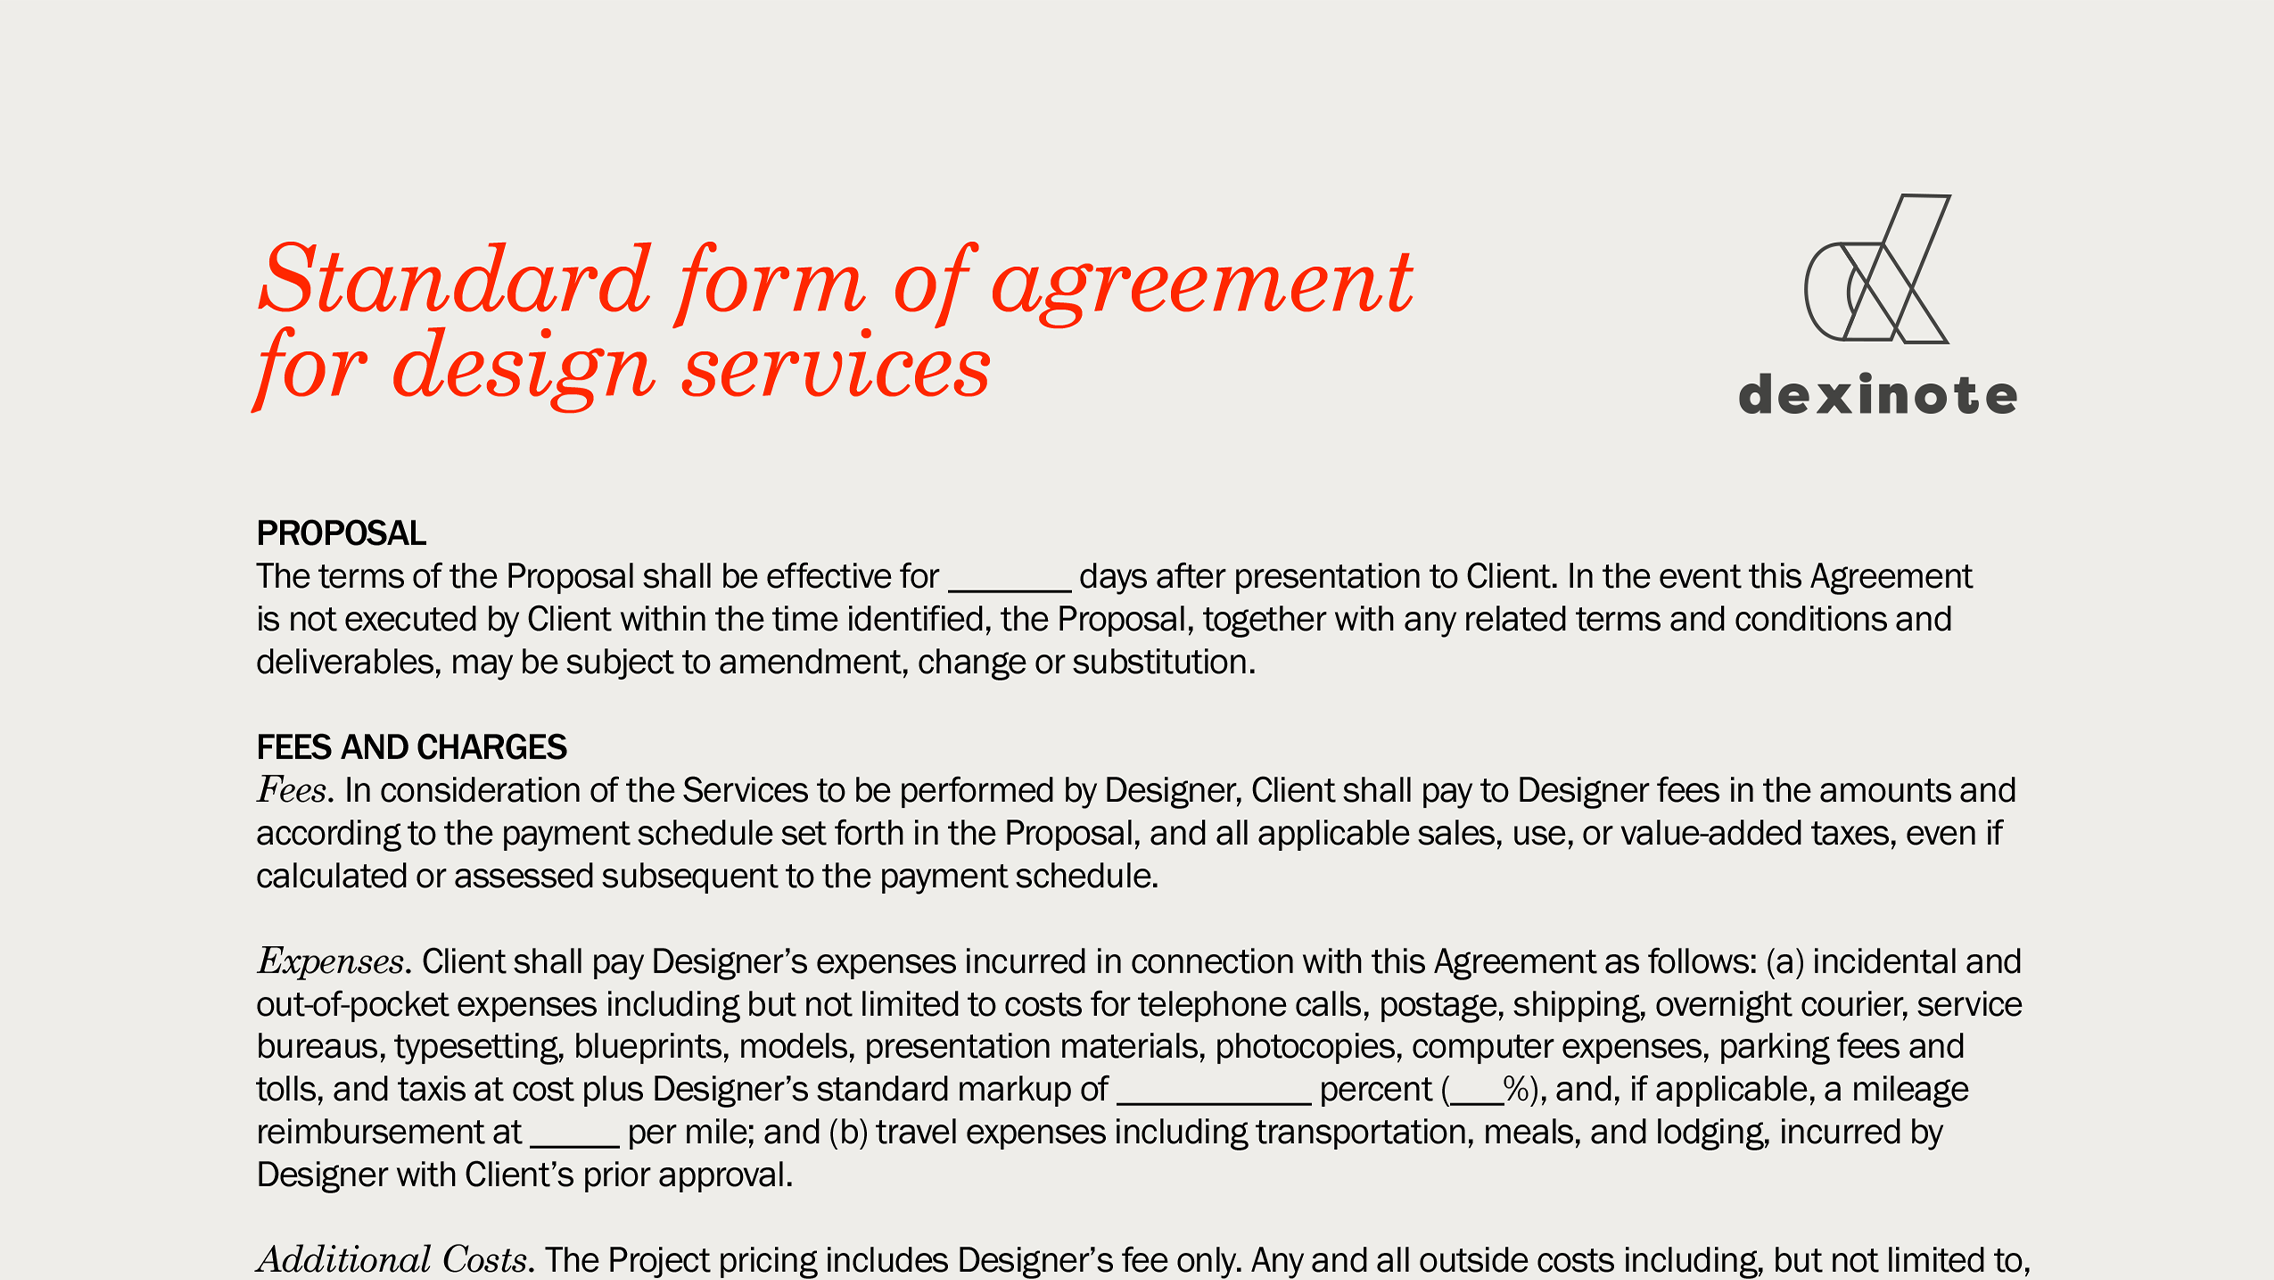 Standard form of agreement
for design services
dexinote
PROPOSAL
The terms of the Proposal shall be effective for _______ days after presentation to Client. In the event this Agreement
is not executed by Client within the time identified, the Proposal, together with any related terms and conditions and
deliverables, may be subject to amendment, change or substitution.
FEES AND CHARGES
Fees. In consideration of the Services to be performed by Designer, Client shall pay to Designer fees in the amounts and
according to the payment schedule set forth in the Proposal, and all applicable sales, use, or value-added taxes, even if
calculated or assessed subsequent to the payment schedule.
Expenses. Client shall pay Designer’s expenses incurred in connection with this Agreement as follows: (a) incidental and
out-of-pocket expenses including but not limited to costs for telephone calls, postage, shipping, overnight courier, service
bureaus, typesetting, blueprints, models, presentation materials, photocopies, computer expenses, parking fees and
tolls, and taxis at cost plus Designer’s standard markup of ___________ percent (___%), and, if applicable, a mileage
reimbursement at _____ per mile; and (b) travel expenses including transportation, meals, and lodging, incurred by
Designer with Client’s prior approval.
Additional Costs. The Project pricing includes Designer’s fee only. Any and all outside costs including, but not limited to,